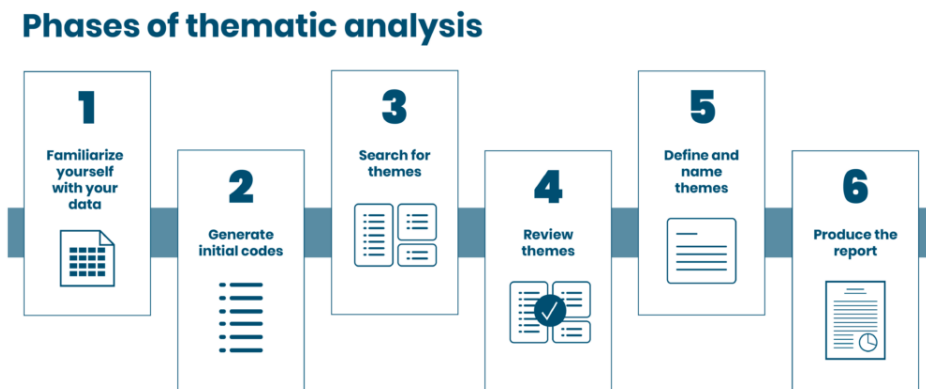 Phases of thematic analysis
1
Familiarize
yourself
with your
data
2
Generate
initial codes
3
Search for
themes
4
Review
themes
5
Define and
name
themes
6
Produce the
report